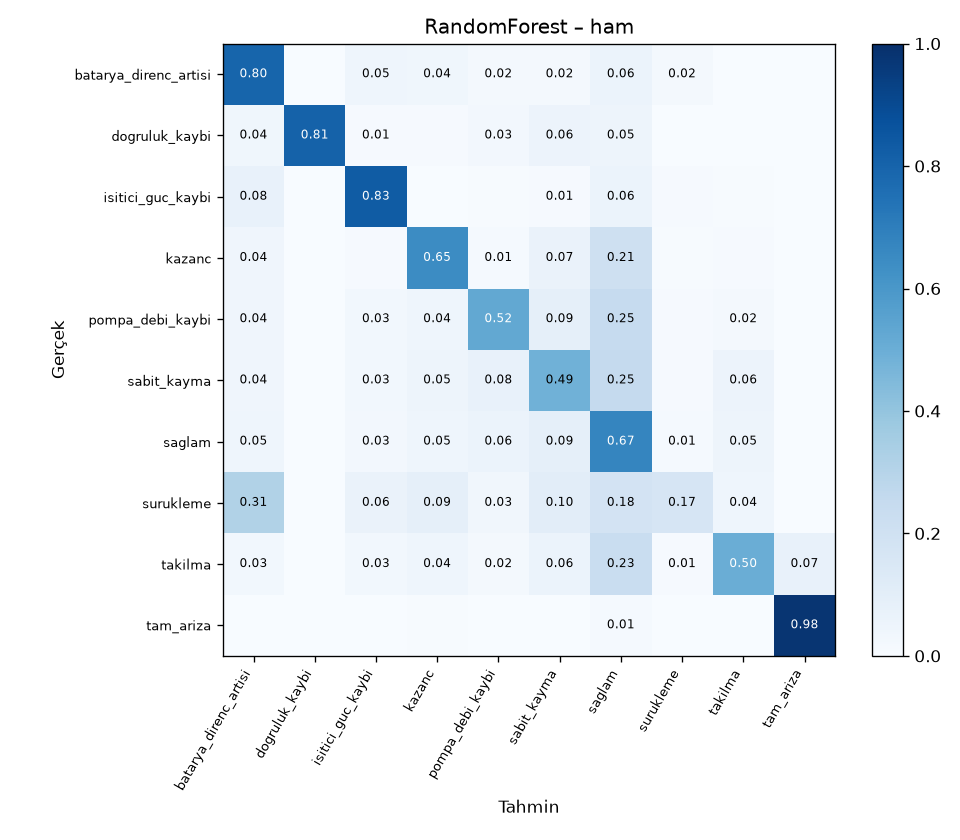 RandomForest – ham
1.0
batarya_direnc_artisi 0.80 0.05 0.04 0.02 0.02 0.06 0.02
dogruluk_kaybi 0.04 0.81 0.01 0.03 0.06 0.05
0.8
isitici_guc_kaybi 0.08 0.83 0.01 0.06
kazanc 0.04 0.65 0.01 0.07 0.21
0.6
pompa_debi_kaybi 0.04 0.03 0.04 0.52 0.09 0.25 0.02
Gerçek
sabit_kayma 0.04 0.03 0.05 0.08 0.49 0.25 0.06
0.4
saglam 0.05 0.03 0.05 0.06 0.09 0.67 0.01 0.05
surukleme 0.31 0.06 0.09 0.03 0.10 0.18 0.17 0.04
0.2
takilma 0.03 0.03 0.04 0.02 0.06 0.23 0.01 0.50 0.07
tam_ariza 0.01 0.98
0.0
batarya_direnc_artisi
dogruluk_kaybi
isitici_guc_kaybi
kazanc
pompa_debi_kaybi
sabit_kayma
saglam
surukleme
takilma
tam_ariza
Tahmin